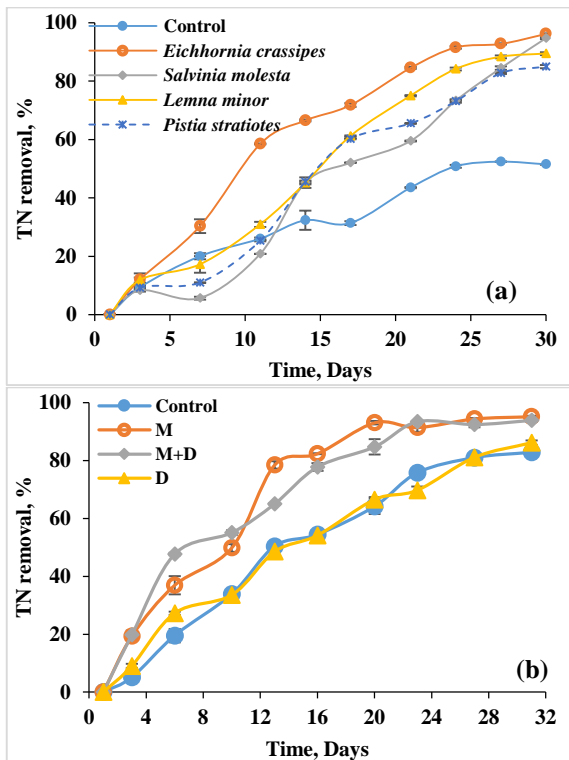 TN removal, %
100
80
60
40
20
0
Control
Eichhornia crassipes
Salvinia molesta
Lemna minor
Pistia stratiotes
(a)
0 5 10 15 20 25 30
Time, Days
TN removal, %
100
80
60
40
20
0
Control
M
M+D
D
(b)
0 4 8 12 16 20 24 28 32
Time, Days